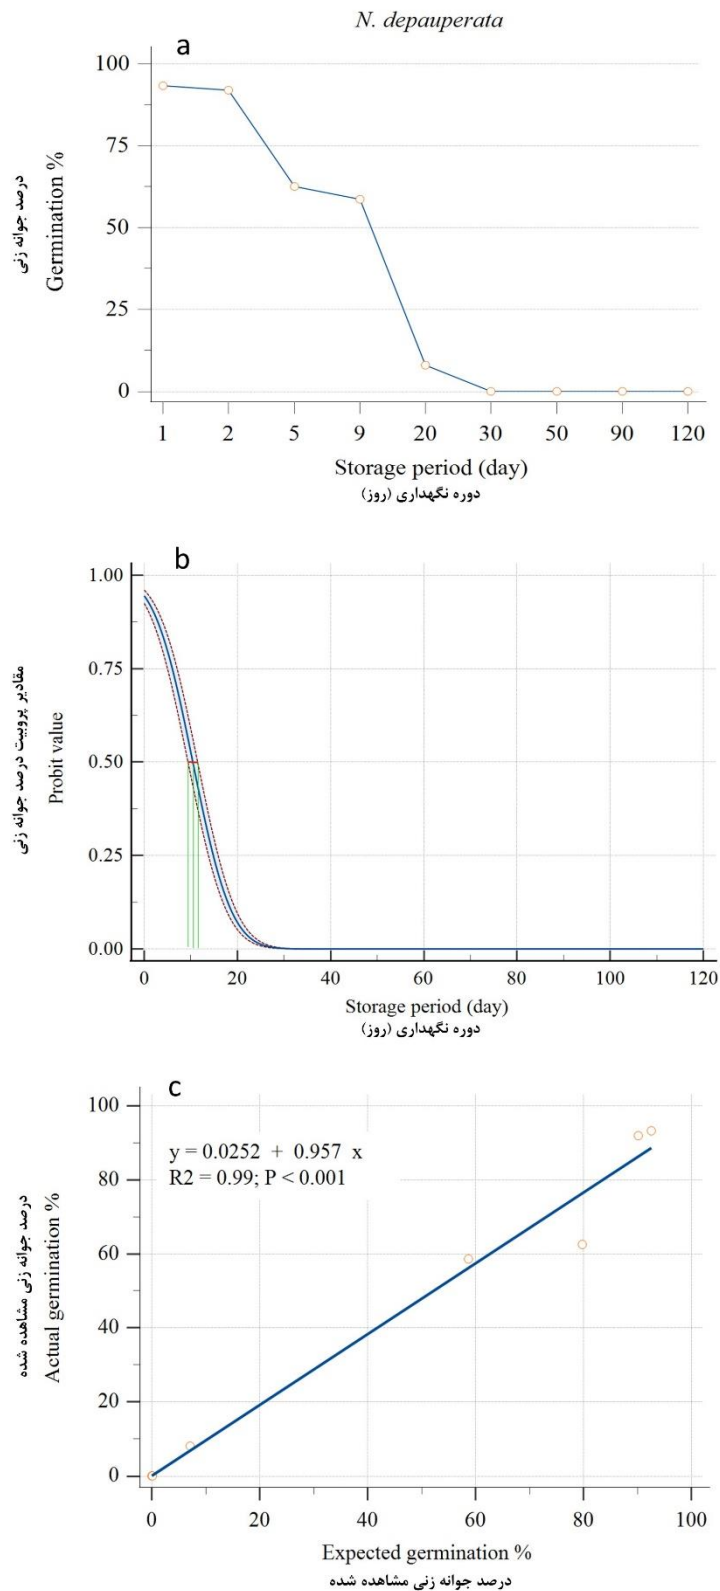 N. depauperata
a
100
75
50
25
0
درصد جوانه زنی
Germination %
1 2 5 9 20 30 50 90 120
Storage period (day)
دوره نگهداری (روز)
b
1.00
0.75
0.50
0.25
0.00
مقادیر پروبیت درصد جوانه زنی
Probit value
0 20 40 60 80 100 120
Storage period (day)
دوره نگهداری (روز)
c
y = 0.0252 + 0.957 x
R2 = 0.99; P < 0.001
100
80
60
40
20
0
درصد جوانه زنی مشاهده شده
Actual germination %
0 20 40 60 80 100
Expected germination %
درصد جوانه زنی مشاهده شده